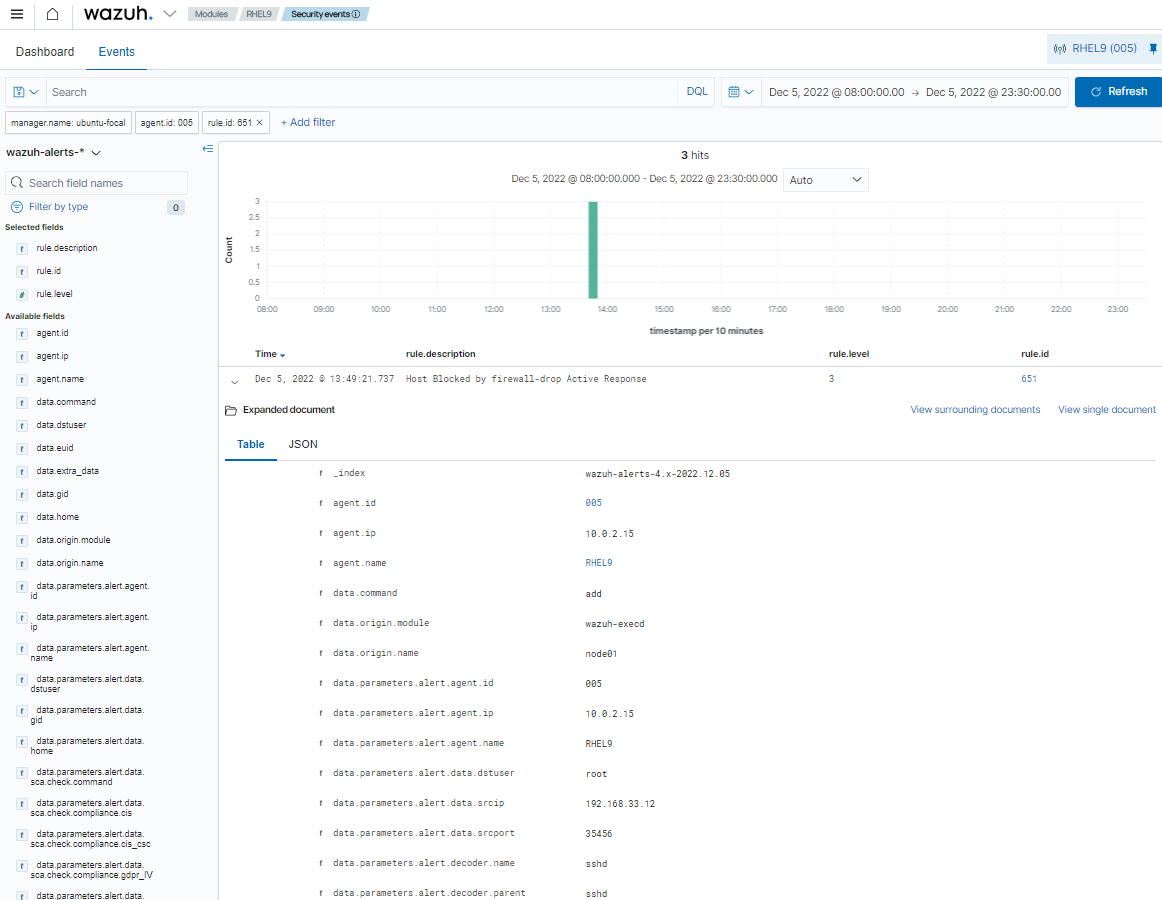 wazuh.
Modules
RHEL9
Security events
Dashboard
Events
RHEL9 (005)
Search
DQL
Dec 5, 2022 @ 08:00:00.00 → Dec 5, 2022 @ 23:30:00.00
Refresh
manager.name: ubuntu-focal
agent.id: 005
rule.id: 651 ×
+ Add filter
wazuh-alerts-*
Search field names
Filter by type
0
Selected fields
t rule.description
t rule.id
# rule.level
Available fields
t agent.id
t agent.ip
t agent.name
t data.command
t data.dstuser
t data.euid
t data.extra_data
t data.gid
t data.home
t data.origin.module
t data.origin.name
t data.parameters.alert.agent.
id
t data.parameters.alert.agent.
ip
t data.parameters.alert.agent.
name
t data.parameters.alert.data.
dstuser
t data.parameters.alert.data.
gid
t data.parameters.alert.data.
home
t data.parameters.alert.data.
sca.check.command
t data.parameters.alert.data.
sca.check.compliance.cis
t data.parameters.alert.data.
sca.check.compliance.cis_csc
t data.parameters.alert.data.
sca.check.compliance.gdpr_IV
t data.parameters.alert.data.
3 hits
Dec 5, 2022 @ 08:00:00.000 - Dec 5, 2022 @ 23:30:00.000
Auto
Count
3
2.5
2
1.5
1
0.5
0
08:00 09:00 10:00 11:00 12:00 13:00 14:00 15:00 16:00 17:00 18:00 19:00 20:00 21:00 22:00 23:00
timestamp per 10 minutes
Time rule.description rule.level rule.id
Dec 5, 2022 @ 13:49:21.737 Host Blocked by firewall-drop Active Response 3 651
Expanded document
View surrounding documents
View single document
Table
JSON
t _index wazuh-alerts-4.x-2022.12.05
t agent.id 005
t agent.ip 10.0.2.15
t agent.name RHEL9
t data.command add
t data.origin.module wazuh-execd
t data.origin.name node01
t data.parameters.alert.agent.id 005
t data.parameters.alert.agent.ip 10.0.2.15
t data.parameters.alert.agent.name RHEL9
t data.parameters.alert.data.dstuser root
t data.parameters.alert.data.srcip 192.168.33.12
t data.parameters.alert.data.srcport 35456
t data.parameters.alert.decoder.name sshd
t data.parameters.alert.decoder.parent sshd